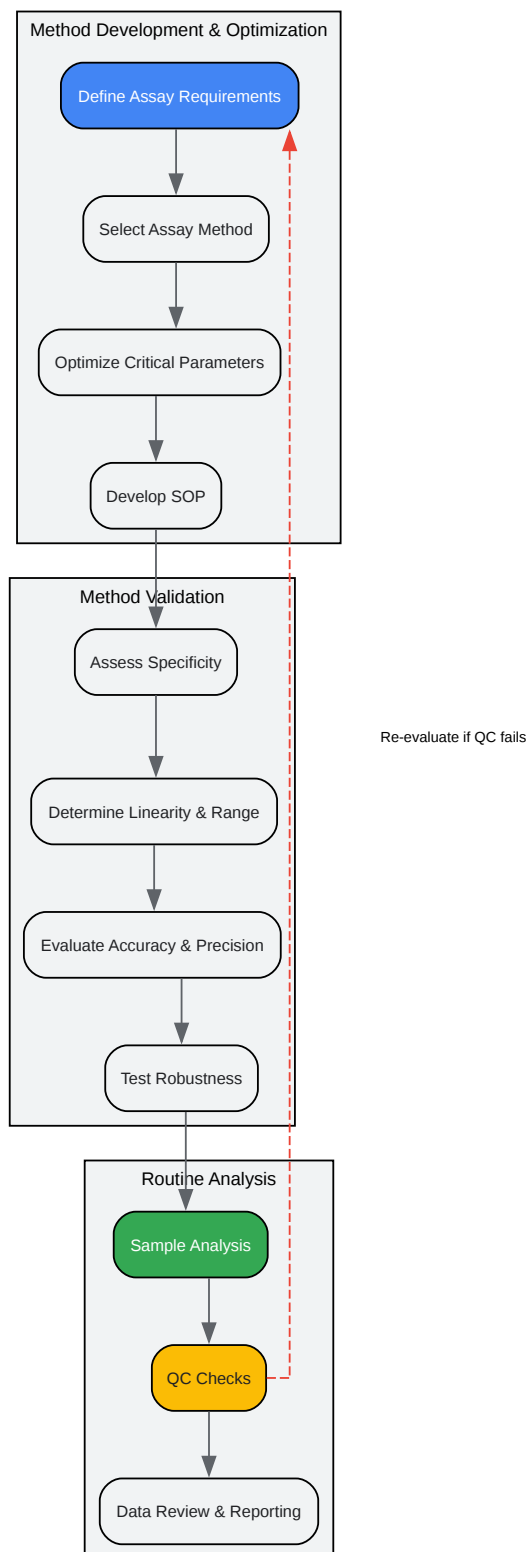 Method Development & Optimization
Define Assay Requirements
Select Assay Method
Optimize Critical Parameters
Develop SOP
Method Validation
Assess Specificity
Re-evaluate if QC fails
Determine Linearity & Range
Evaluate Accuracy & Precision
Test Robustness
Routine Analysis
Sample Analysis
QC Checks
Data Review & Reporting